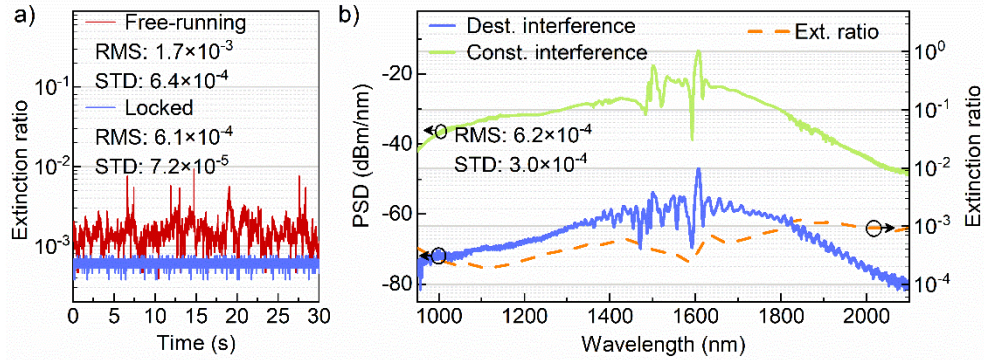 a)
Free-running
RMS: 1.7×10⁻³
STD: 6.4×10⁻⁴
Locked
RMS: 6.1×10⁻⁴
STD: 7.2×10⁻⁵
Extinction ratio
10⁻¹
10⁻²
10⁻³
0 5 10 15 20 25 30
Time (s)
b)
Dest. interference
Const. interference
Ext. ratio
RMS: 6.2×10⁻⁴
STD: 3.0×10⁻⁴
PSD (dBm/nm)
-20
-40
-60
-80
1000 1200 1400 1600 1800 2000
Wavelength (nm)
10⁰
10⁻¹
10⁻²
10⁻³
10⁻⁴
Extinction ratio